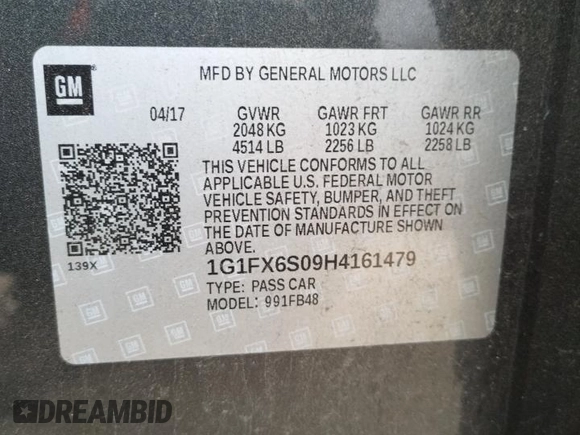 GM
MFD BY GENERAL MOTORS LLC
04/17 GVWR GAWR FRT GAWR RR
2048 KG 1023 KG 1024 KG
4514 LB 2256 LB 2258 LB
THIS VEHICLE CONFORMS TO ALL
APPLICABLE U.S. FEDERAL MOTOR
VEHICLE SAFETY, BUMPER, AND THEFT
PREVENTION STANDARDS IN EFFECT ON
THE DATE OF MANUFACTURE SHOWN
ABOVE.
139X
1G1FX6S09H4161479
TYPE: PASS CAR
MODEL: 991FB48
DREAMBID